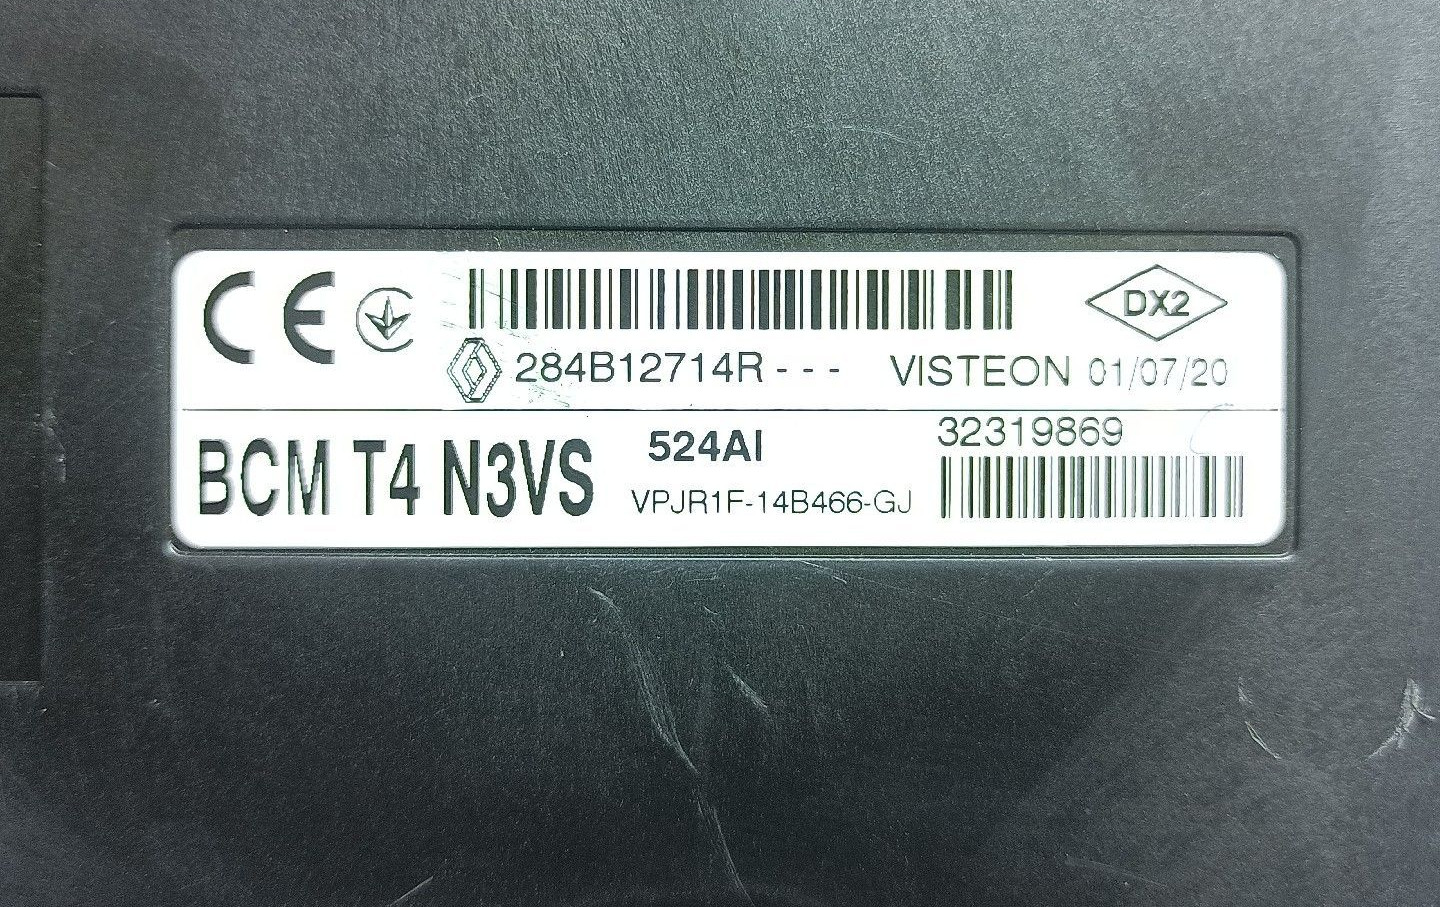 CE
DX2
284B12714R - - - VISTEON 01/07/20
BCM T4 N3VS
524AI
VPJR1F-14B466-GJ
32319869